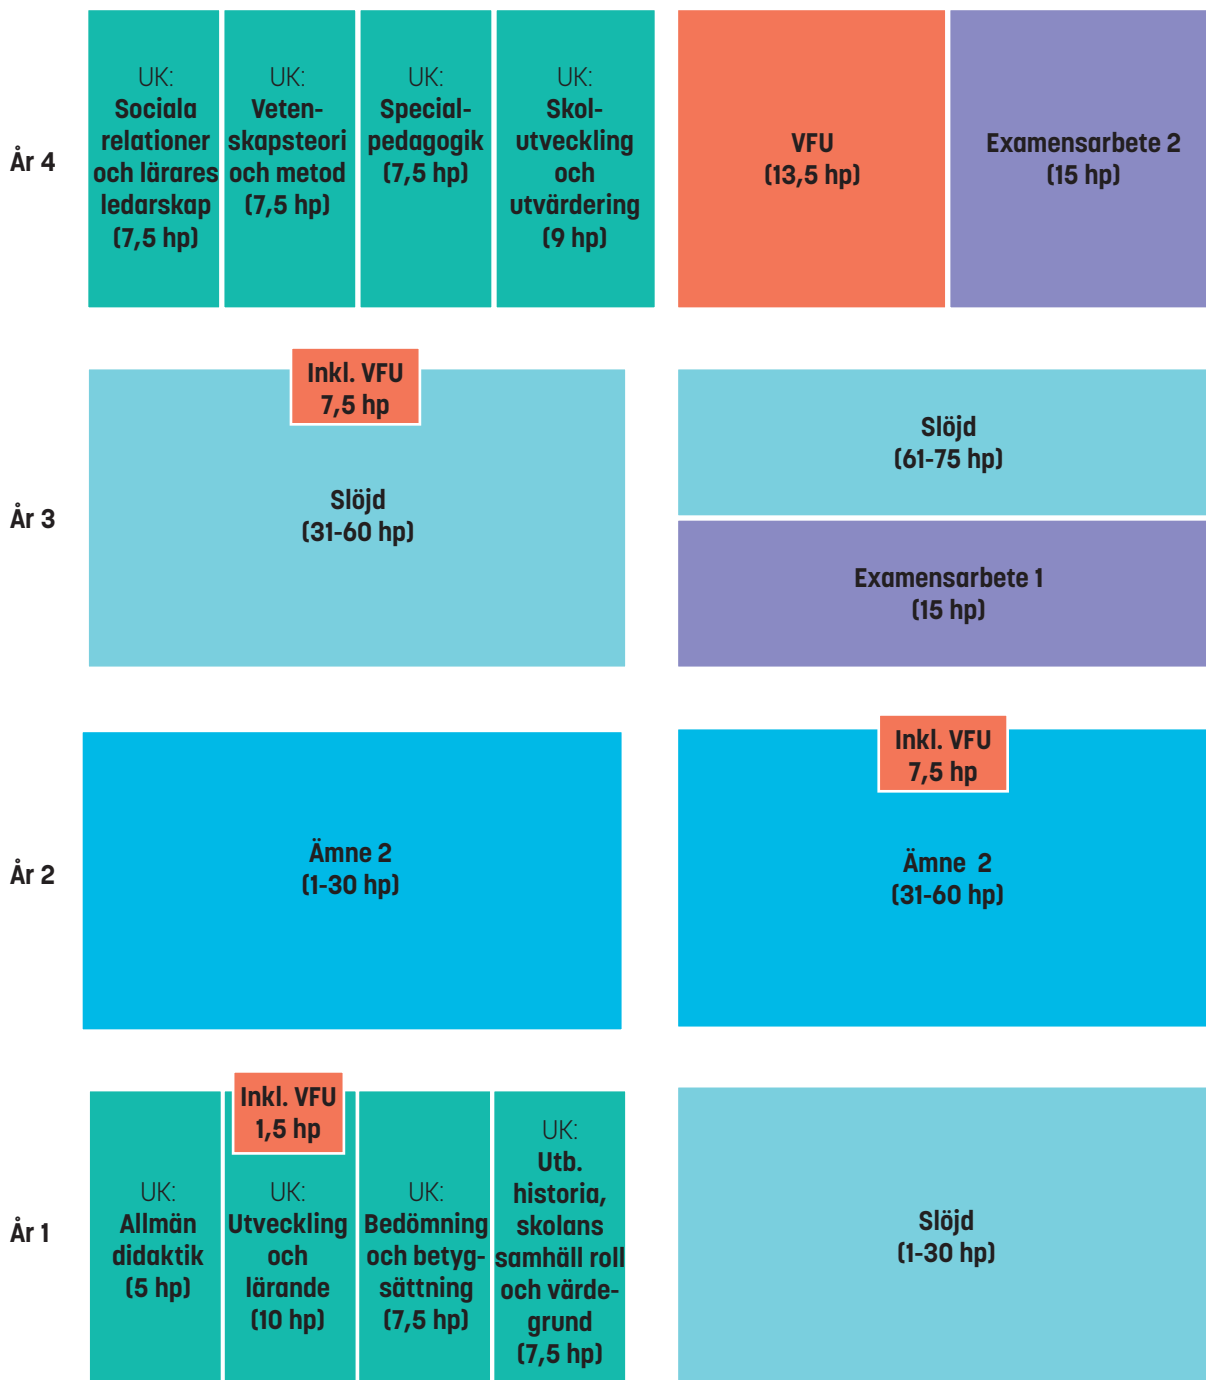 År 4
UK:
Sociala
relationer
och lärares
ledarskap
(7,5 hp)
UK:
Veten-
skapsteori
och metod
(7,5 hp)
UK:
Special-
pedagogik
(7,5 hp)
UK:
Skol-
utveckling
och
utvärdering
(9 hp)
VFU
(13,5 hp)
Examensarbete 2
(15 hp)
År 3
Inkl. VFU
7,5 hp
Slöjd
(31-60 hp)
Slöjd
(61-75 hp)
Examensarbete 1
(15 hp)
År 2
Ämne 2
(1-30 hp)
Inkl. VFU
7,5 hp
Ämne  2
(31-60 hp)
År 1
UK:
Allmän
didaktik
(5 hp)
Inkl. VFU
1,5 hp
UK:
Utveckling
och
lärande
(10 hp)
UK:
Bedömning
och betyg-
sättning
(7,5 hp)
UK:
Utb.
historia,
skolans
samhäll roll
och värde-
grund
(7,5 hp)
Slöjd
(1-30 hp)